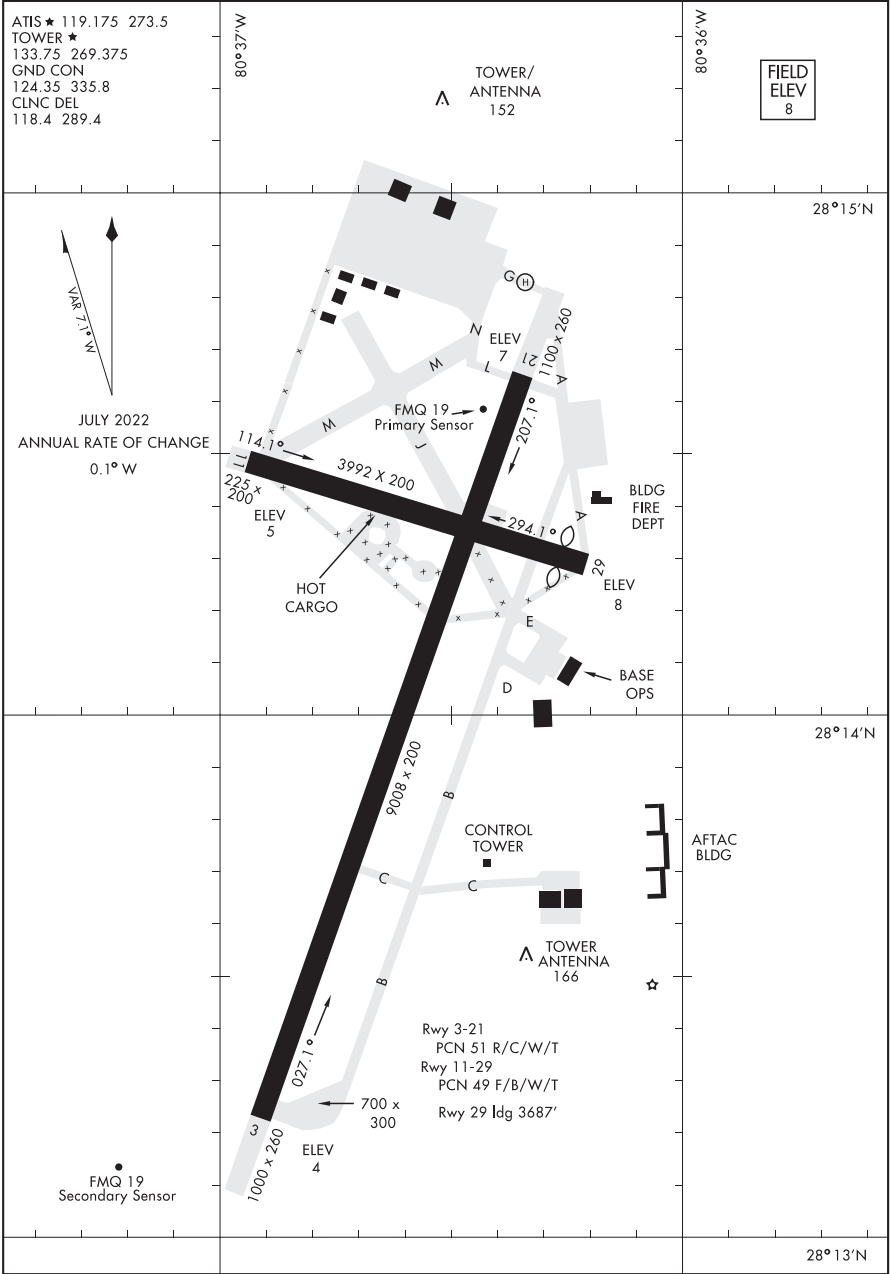 ATIS ★ 119.175 273.5
TOWER ★
133.75 269.375
GND CON
124.35 335.8
CLNC DEL
118.4 289.4
80°37'W
80°36'W
TOWER/
ANTENNA
152
FIELD
ELEV
8
28°15'N
VAR 7.1° W
JULY 2022
ANNUAL RATE OF CHANGE
0.1° W
G
H
N
ELEV
7
21
1100 x 260
L
A
M
M
FMQ 19
Primary Sensor
J
207.1°
114.1°
11
3992 X 200
225 x
200
ELEV
5
HOT
CARGO
294.1°
A
BLDG
FIRE
DEPT
29
ELEV
8
E
BASE
OPS
D
28°14'N
9008 x 200
B
CONTROL
TOWER
AFTAC
BLDG
C
C
TOWER
ANTENNA
166
B
Rwy 3-21
PCN 51 R/C/W/T
Rwy 11-29
PCN 49 F/B/W/T
Rwy 29 ldg 3687'
027.1°
700 x
300
3
1000 x 260
ELEV
4
FMQ 19
Secondary Sensor
28°13'N